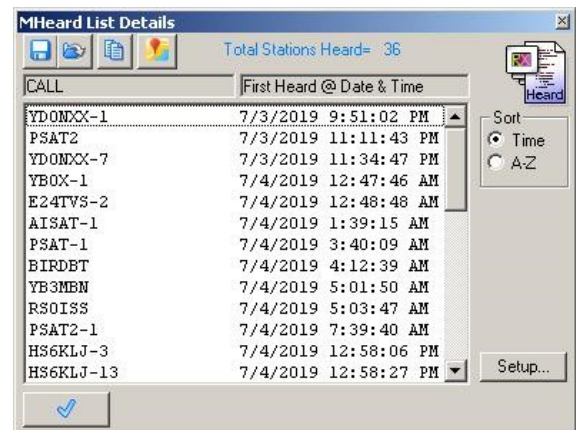 MHeard List Details
Total Stations Heard= 36
CALL First Heard @ Date & Time
RX
Heard
YD0NXX-1 7/3/2019 9:51:02 PM
PSAT2 7/3/2019 11:11:43 PM
YD0NXX-7 7/3/2019 11:34:47 PM
YB0X-1 7/4/2019 12:47:46 AM
E24TVS-2 7/4/2019 12:48:48 AM
AISAT-1 7/4/2019 1:39:15 AM
PSAT-1 7/4/2019 3:40:09 AM
BIRDBT 7/4/2019 4:12:39 AM
YB3MBN 7/4/2019 5:01:50 AM
RS0ISS 7/4/2019 5:03:47 AM
PSAT2-1 7/4/2019 7:39:40 AM
HS6KLJ-3 7/4/2019 12:58:06 PM
HS6KLJ-13 7/4/2019 12:58:27 PM
Sort
Time
A-Z
Setup...